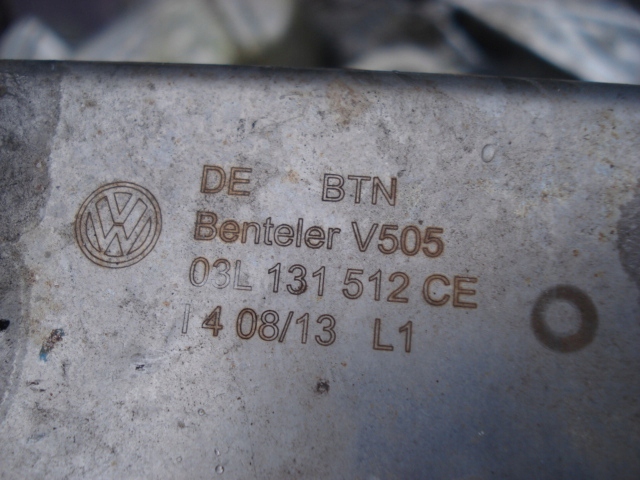 DE BTN
Benteler V505
03L 131 512 CE
T 4 08/13 L1